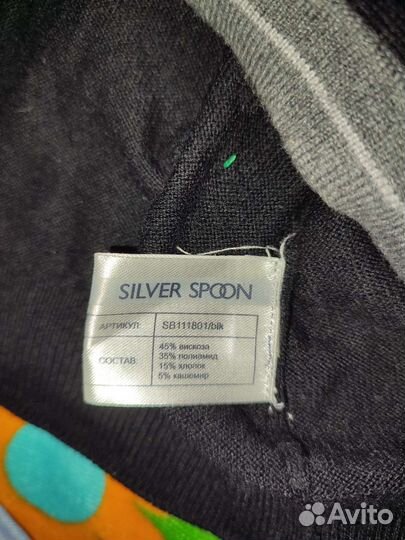 SILVER SPOON
АРТИКУЛ: SB111801/blk
СОСТАВ: 45% вискоза
35% полиамид
15% хлопок
5% кашемир
Avito